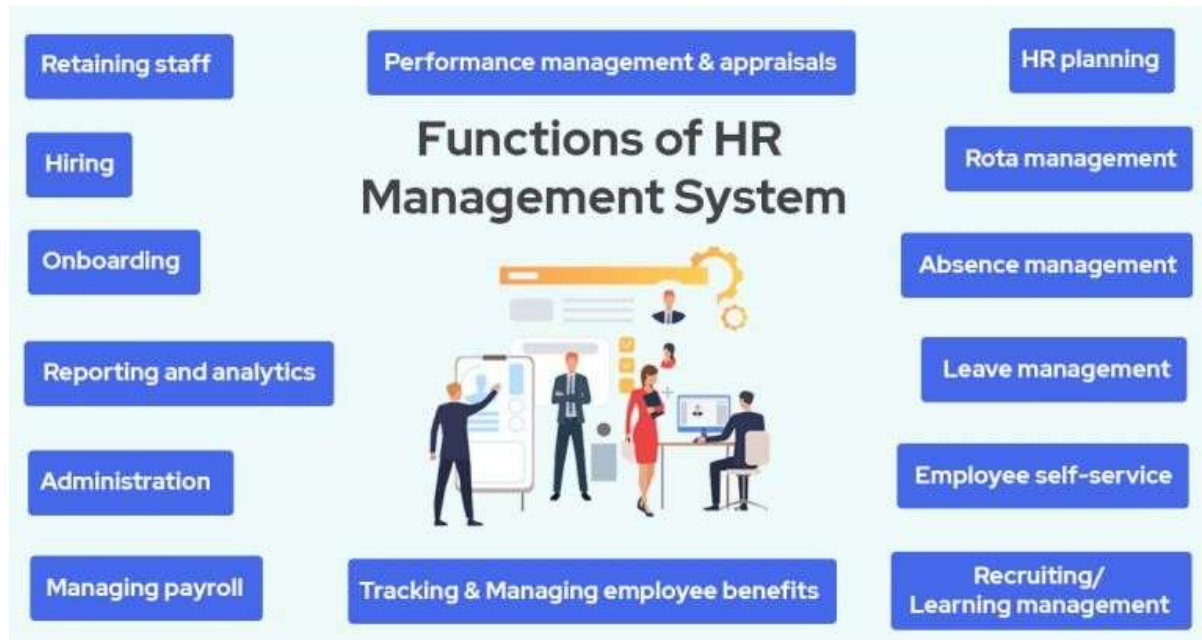 Retaining staff
Performance management & appraisals
HR planning
Functions of HR
Management System
Hiring
Rota management
Onboarding
Absence management
Reporting and analytics
Leave management
Administration
Employee self-service
Managing payroll
Tracking & Managing employee benefits
Recruiting/
Learning management